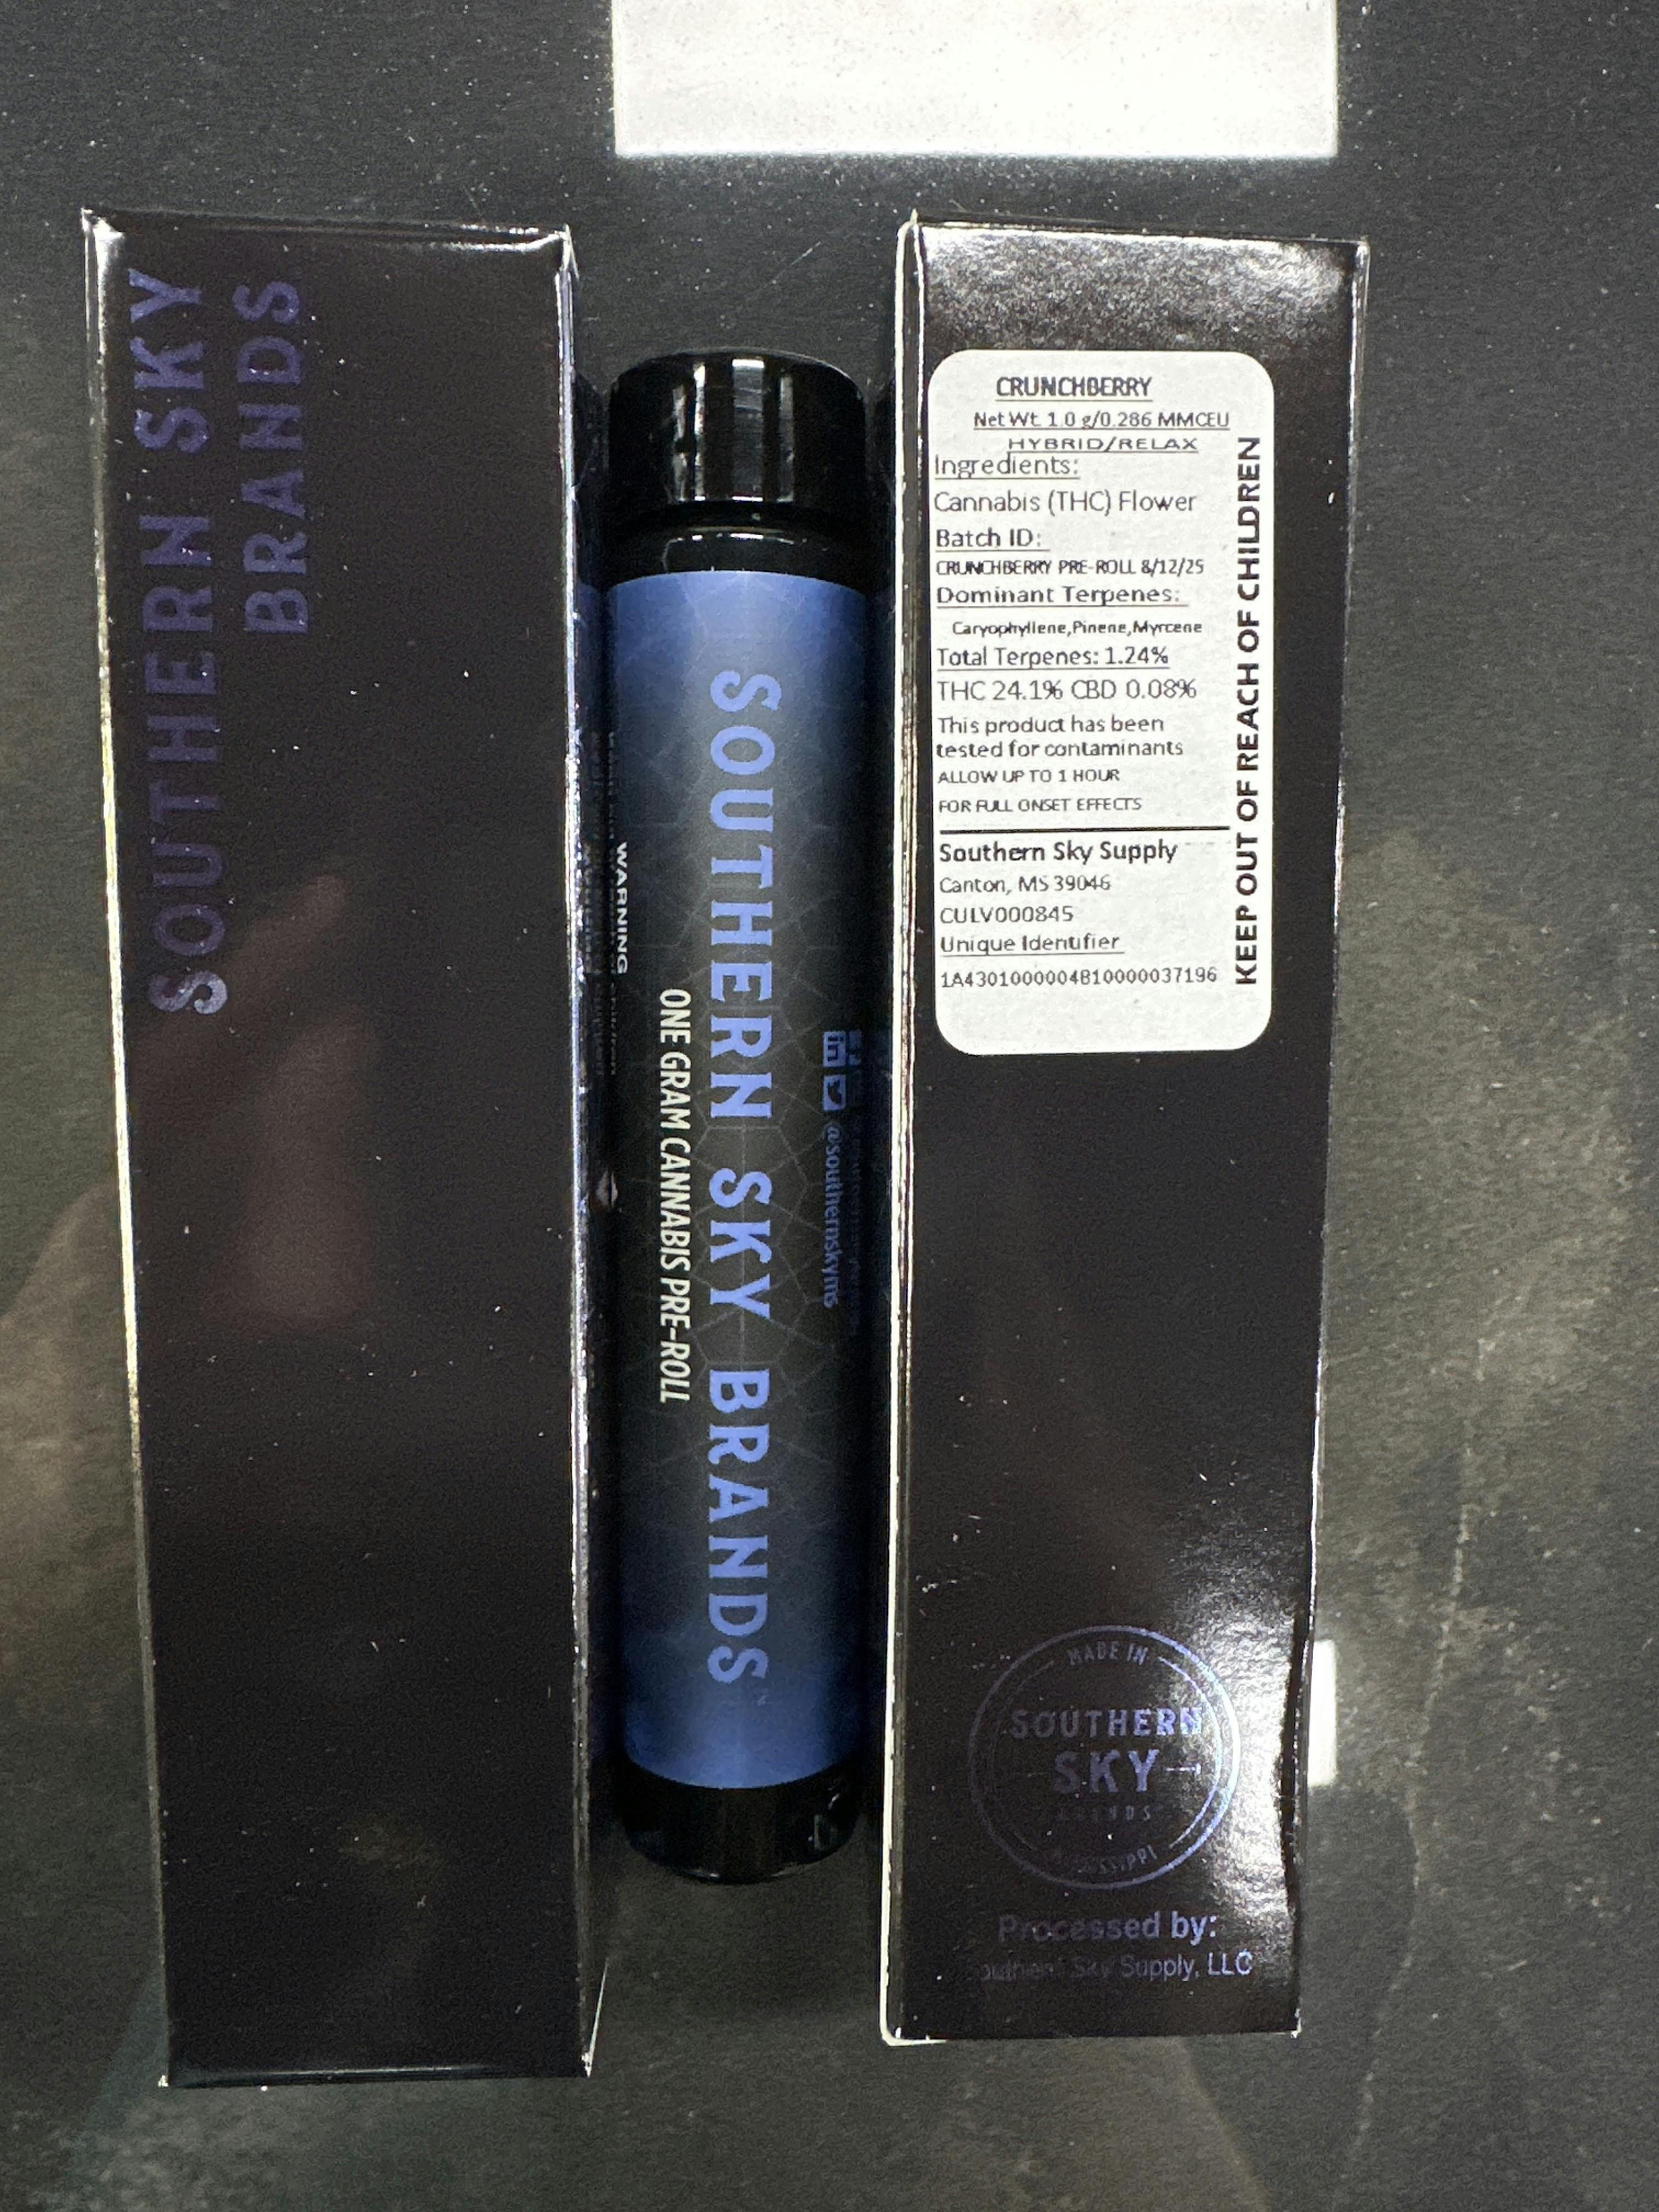 SOUTHERN SKY
BRANDS
WARNING
ONE GRAM CANNABIS PRE-ROLL
SOUTHERN SKY BRANDS
@southernskyms
CRUNCHBERRY
Net Wt. 1.0 g/0.286 MMCEU
HYBRID/RELAX
Ingredients:
Cannabis (THC) Flower
Batch ID:
CRUNCHBERRY PRE-ROLL 8/12/25
Dominant Terpenes:
Caryophyllene,Pinene,Myrcene
Total Terpenes: 1.24%
THC 24.1% CBD 0.08%
This product has been
tested for contaminants
ALLOW UP TO 1 HOUR
FOR FULL ONSET EFFECTS
Southern Sky Supply
Canton, MS 39046
CULV000845
Unique Identifier
1A4301000004B10000037196
KEEP OUT OF REACH OF CHILDREN
MADE IN
SOUTHERN
SKY
BRANDS
MISSISSIPPI
Processed by:
Southern Sky Supply, LLC